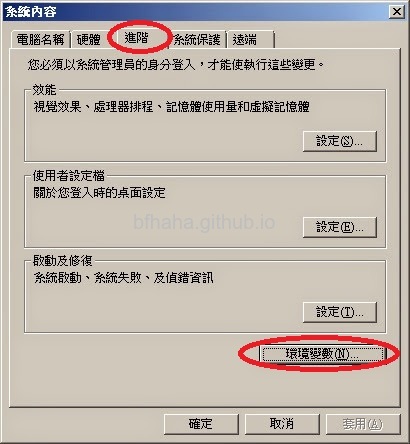 系統內容
電腦名稱 硬體 進階 系統保護 遠端
您必須以系統管理員的身分登入，才能使執行這些變更。
效能
視覺效果、處理器排程、記憶體使用量和虛擬記憶體
設定(S)...
使用者設定檔
關於您登入時的桌面設定
bfhaha.github.io
設定(E)...
啟動及修復
系統啟動、系統失敗、及偵錯資訊
設定(T)...
環境變數(N)...
確定 取消 套用(A)